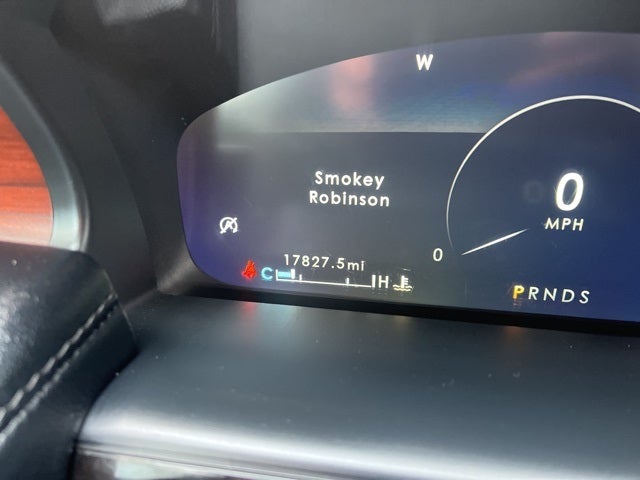 W
Smokey
Robinson
0
MPH
0
17827.5mi
C H
PRNDS